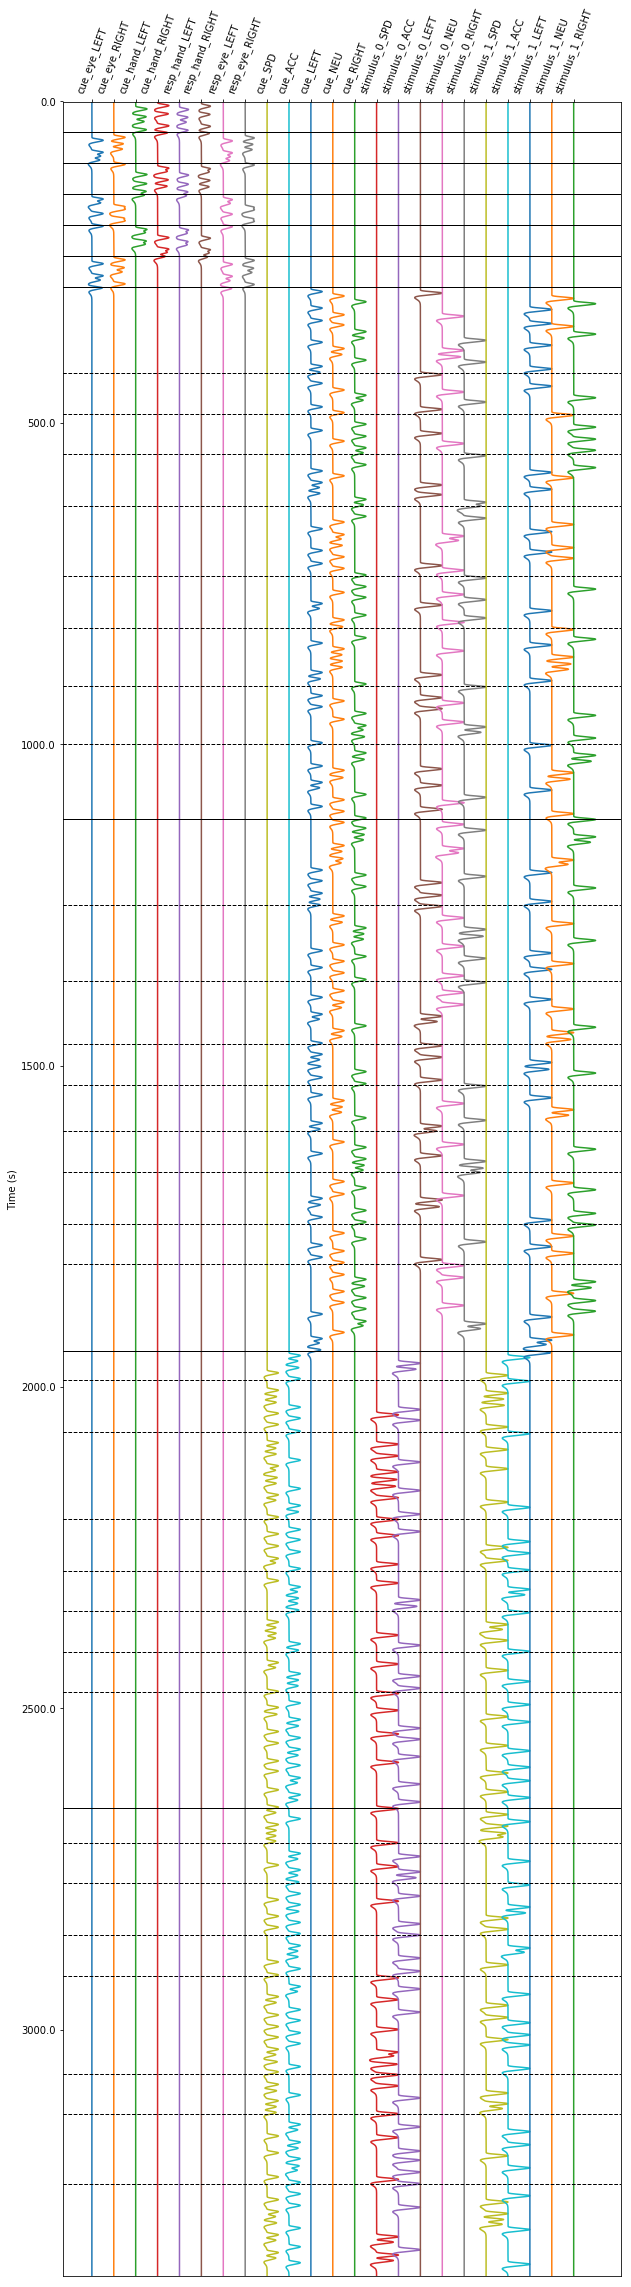 cue_eye_LEFT
cue_eye_RIGHT
cue_hand_LEFT
cue_hand_RIGHT
resp_hand_LEFT
resp_hand_RIGHT
resp_eye_LEFT
resp_eye_RIGHT
cue_SPD
cue_ACC
cue_LEFT
cue_NEU
cue_RIGHT
stimulus_0_SPD
stimulus_0_ACC
stimulus_0_LEFT
stimulus_0_NEU
stimulus_0_RIGHT
stimulus_1_SPD
stimulus_1_ACC
stimulus_1_LEFT
stimulus_1_NEU
stimulus_1_RIGHT
0.0
500.0
1000.0
1500.0
Time (s)
2000.0
2500.0
3000.0